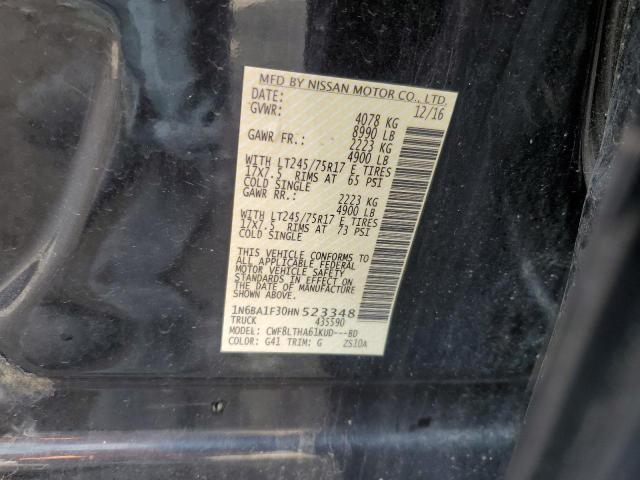 MFD BY NISSAN MOTOR CO., LTD.
DATE: 12/16
GVWR: 4078 KG
8990 LB
GAWR FR.: 2223 KG
4900 LB
WITH LT245/75R17 E TIRES
17X7.5 RIMS AT 65 PSI
COLD SINGLE
GAWR RR.: 2223 KG
4900 LB
WITH LT245/75R17 E TIRES
17X7.5 RIMS AT 73 PSI
COLD SINGLE
THIS VEHICLE CONFORMS TO
ALL APPLICABLE FEDERAL
MOTOR VEHICLE SAFETY
STANDARDS IN EFFECT ON
THE DATE OF MANUFACTURE
SHOWN ABOVE.
1N6BA1F30HN523348
TRUCK 435590
MODEL: CWF8LTHA61KUD---BD
COLOR: G41 TRIM: G ZS10A